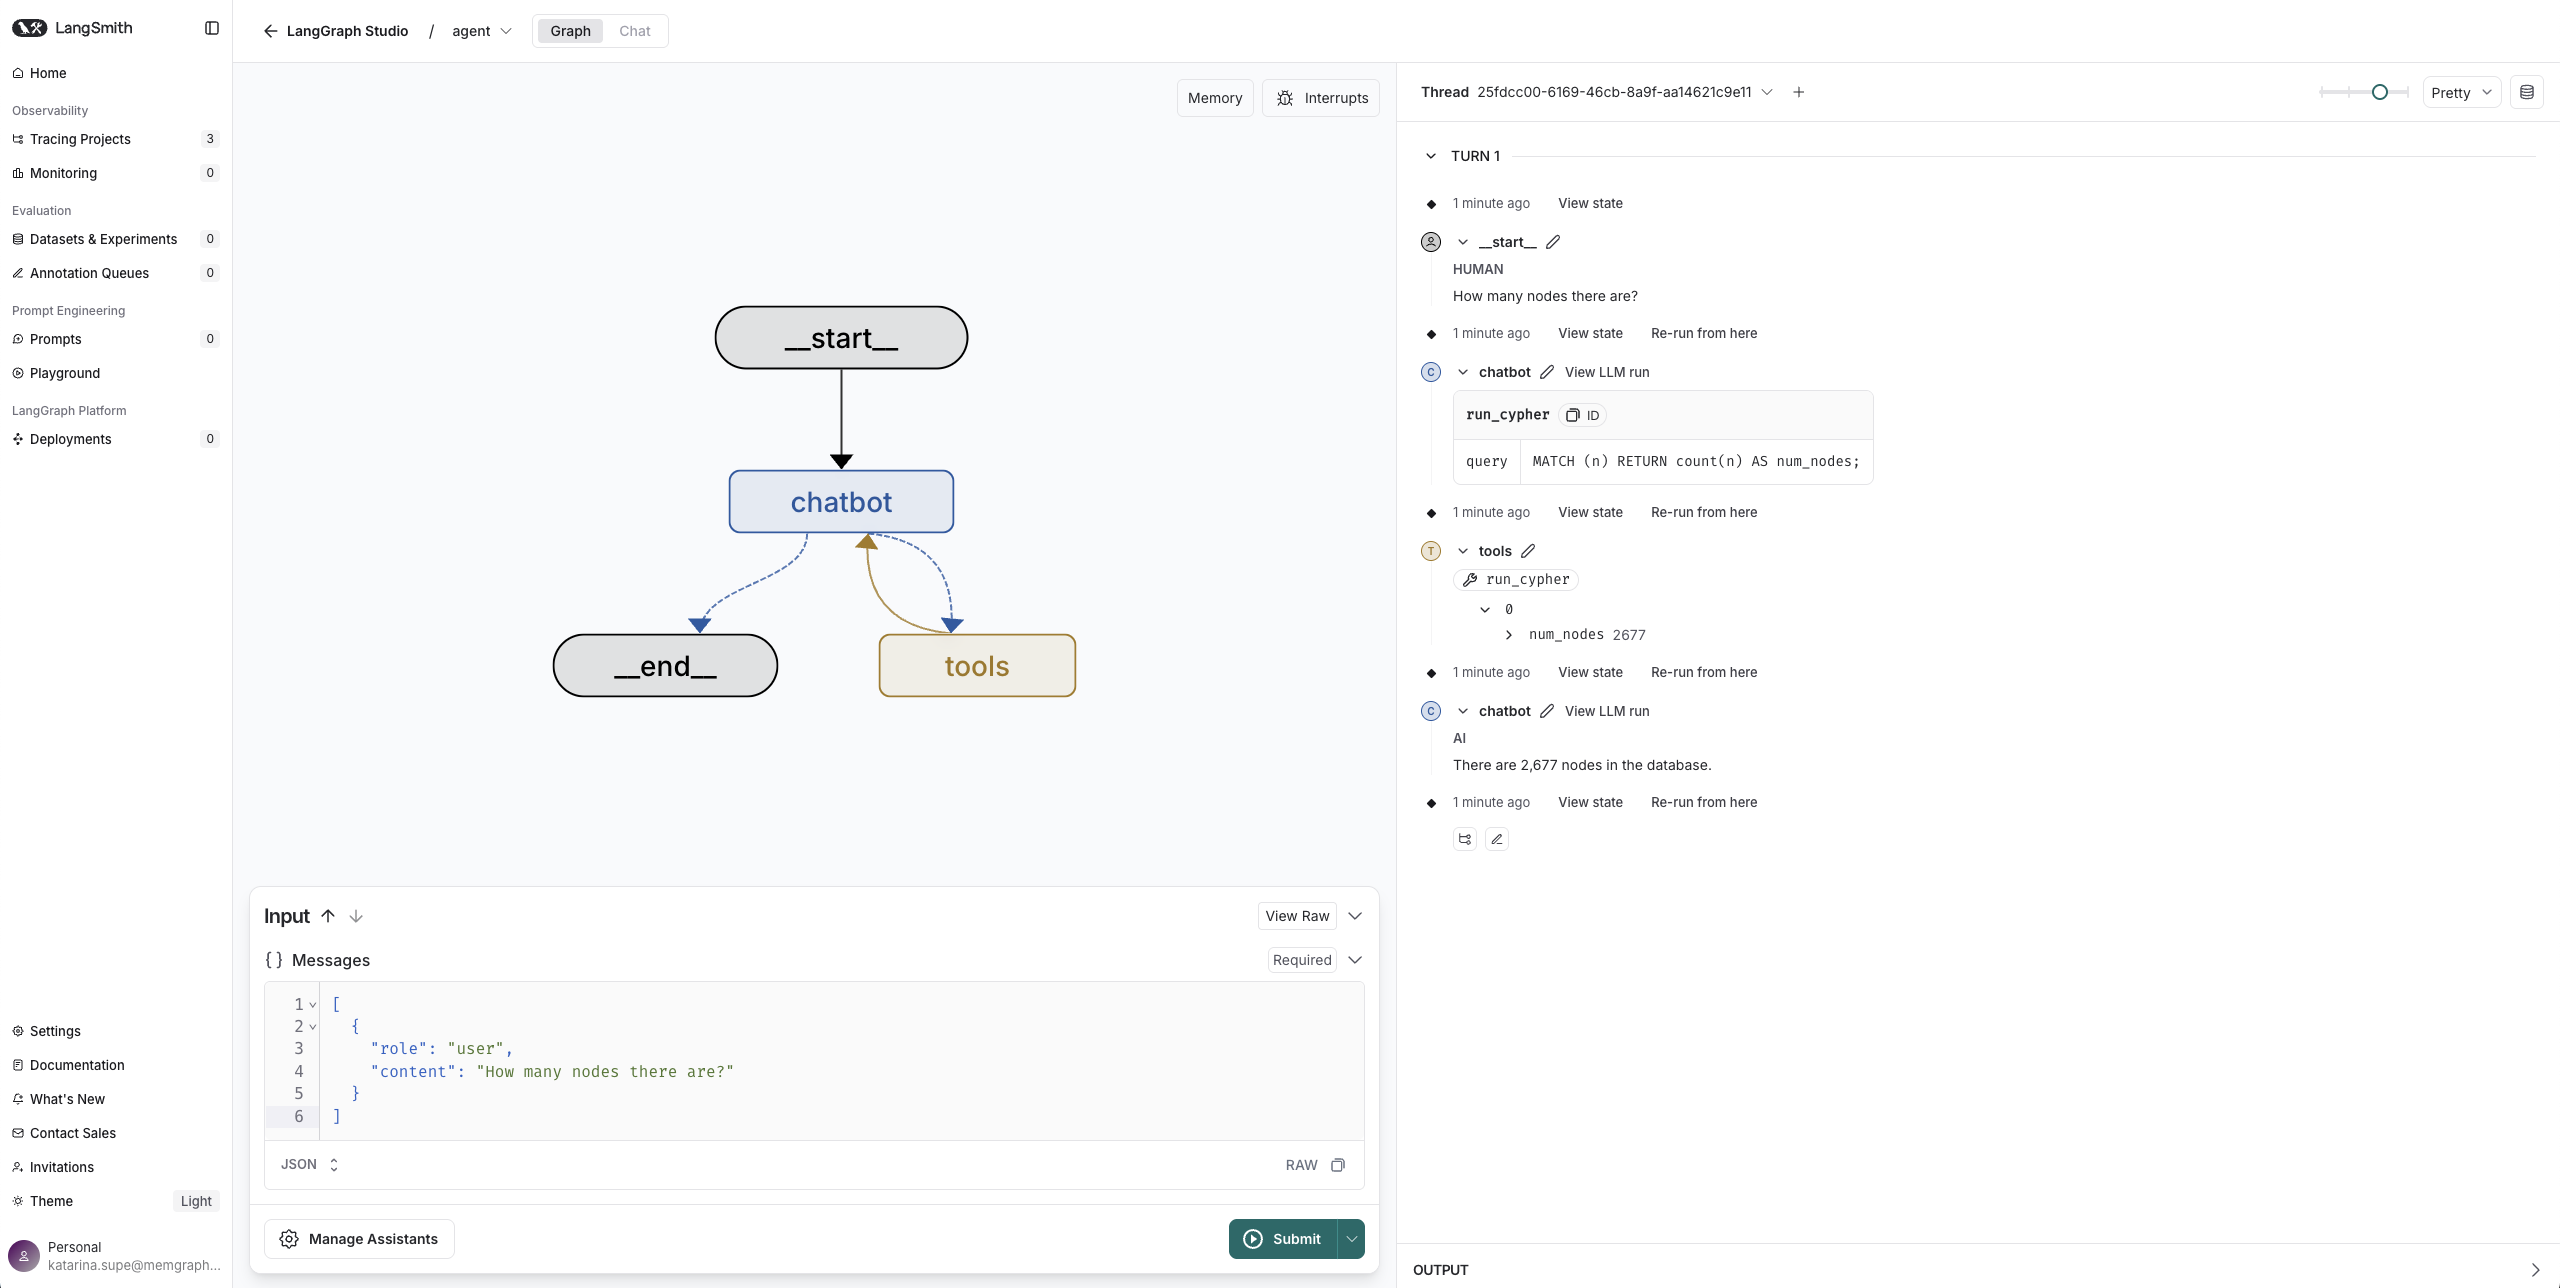 LangSmith
Home
Observability
Tracing Projects 3
Monitoring 0
Evaluation
Datasets & Experiments 0
Annotation Queues 0
Prompt Engineering
Prompts 0
Playground
LangGraph Platform
Deployments 0
Settings
Documentation
What's New
Contact Sales
Invitations
Theme Light
Personal
katarina.supe@memgraph...
LangGraph Studio / agent Graph Chat
Memory Interrupts
__start__
chatbot
__end__ tools
Input View Raw
{} Messages Required
1 [
2 {
3 "role": "user",
4 "content": "How many nodes there are?"
5 }
6 ]
JSON RAW
Manage Assistants Submit
Thread 25fdcc00-6169-46cb-8a9f-aa14621c9e11 + Pretty
TURN 1
1 minute ago View state
__start__
HUMAN
How many nodes there are?
1 minute ago View state Re-run from here
C chatbot View LLM run
run_cypher ID
query MATCH (n) RETURN count(n) AS num_nodes;
1 minute ago View state Re-run from here
T tools
run_cypher
0
num_nodes 2677
1 minute ago View state Re-run from here
C chatbot View LLM run
AI
There are 2,677 nodes in the database.
1 minute ago View state Re-run from here
OUTPUT